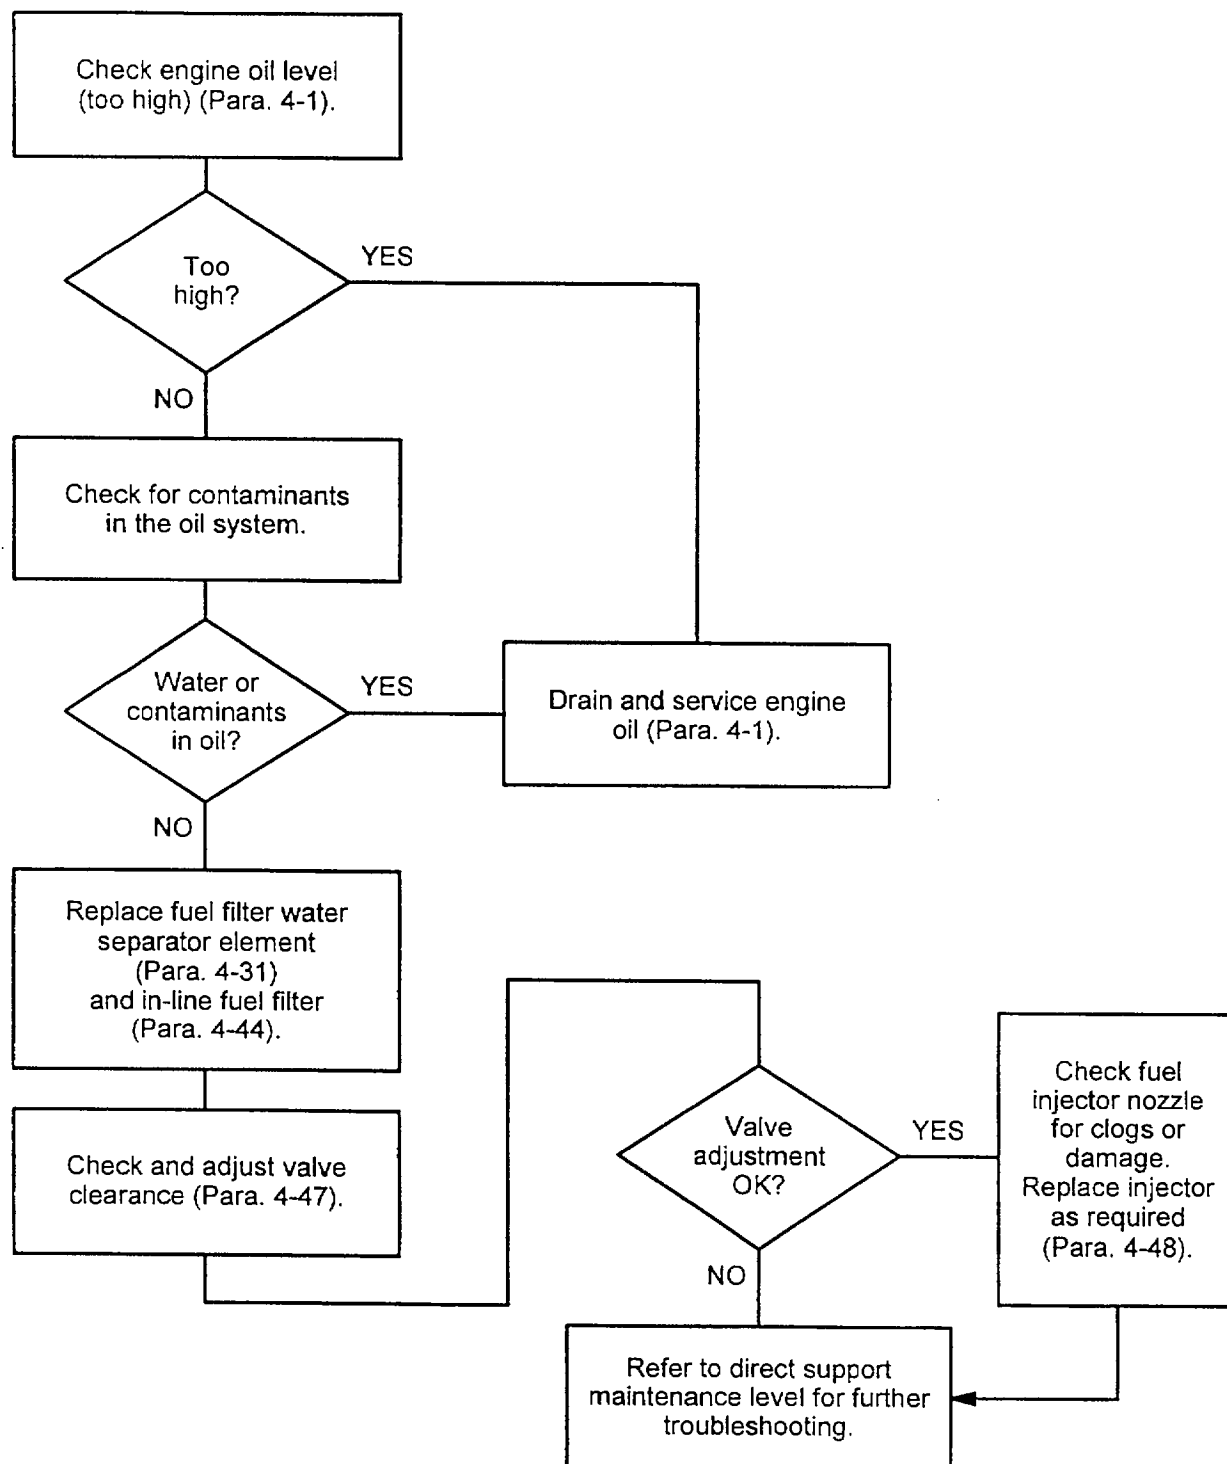 Check engine oil level
(too high) (Para. 4-1).
Too
high?
YES
NO
Check for contaminants
in the oil system.
Water or
contaminants
in oil?
YES
Drain and service engine
oil (Para. 4-1).
NO
Replace fuel filter water
separator element
(Para. 4-31)
and in-line fuel filter
(Para. 4-44).
Check and adjust valve
clearance (Para. 4-47).
Valve
adjustment
OK?
YES
Check fuel
injector nozzle
for clogs or
damage.
Replace injector
as required
(Para. 4-48).
NO
Refer to direct support
maintenance level for further
troubleshooting.